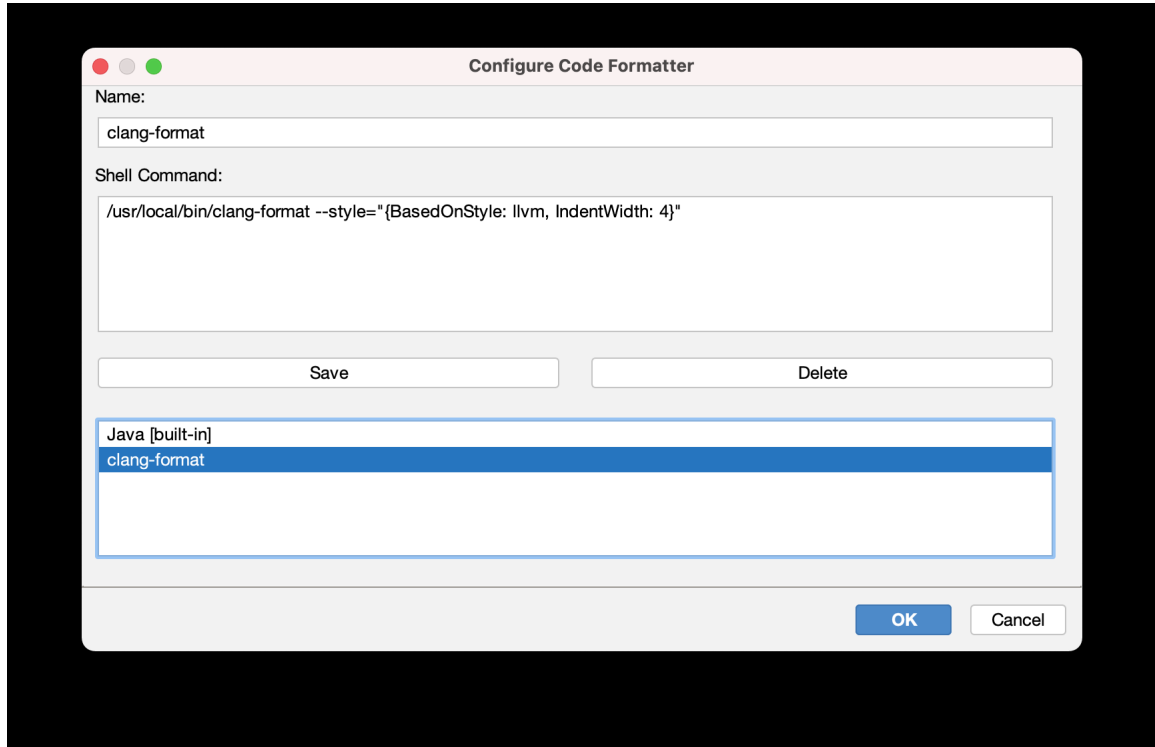 Configure Code Formatter
Name:
clang-format
Shell Command:
/usr/local/bin/clang-format --style="{BasedOnStyle: llvm, IndentWidth: 4}"
Save
Delete
Java [built-in]
clang-format
OK
Cancel